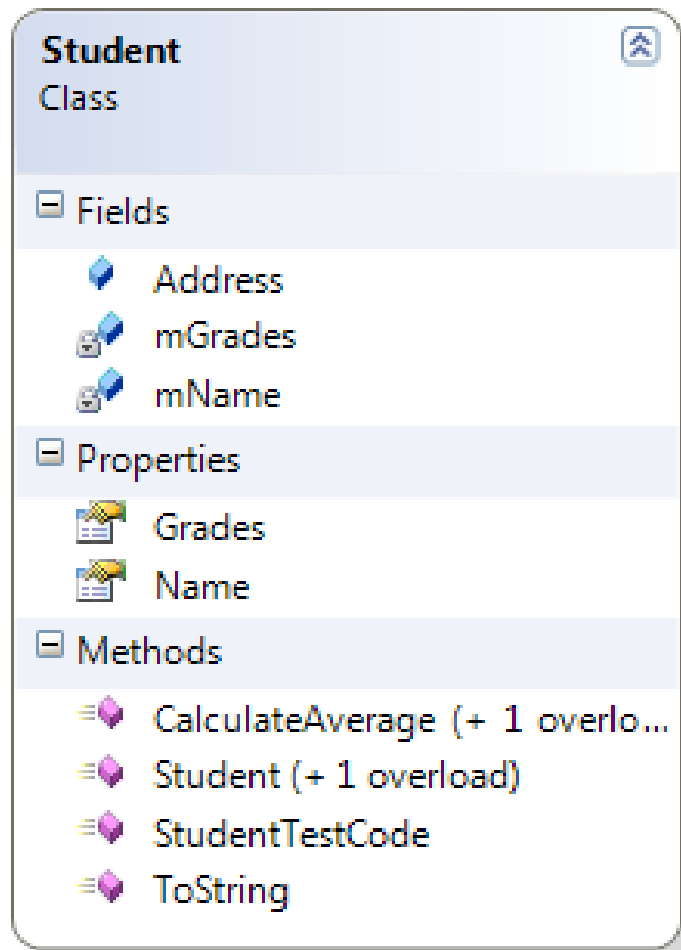 Student
Class
Fields
Address
mGrades
mName
Properties
Grades
Name
Methods
CalculateAverage (+ 1 overlo...
Student (+ 1 overload)
StudentTestCode
ToString